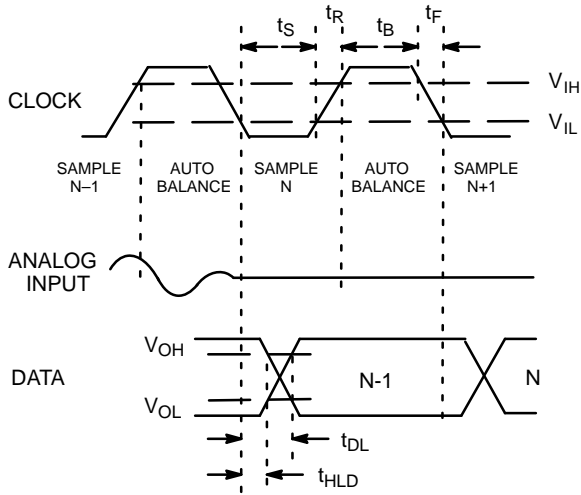 tS tR tB tF
CLOCK
VIH
VIL
SAMPLE N–1
AUTO BALANCE
SAMPLE N
AUTO BALANCE
SAMPLE N+1
ANALOG INPUT
VOH
DATA
N-1
N
VOL
tDL
tHLD